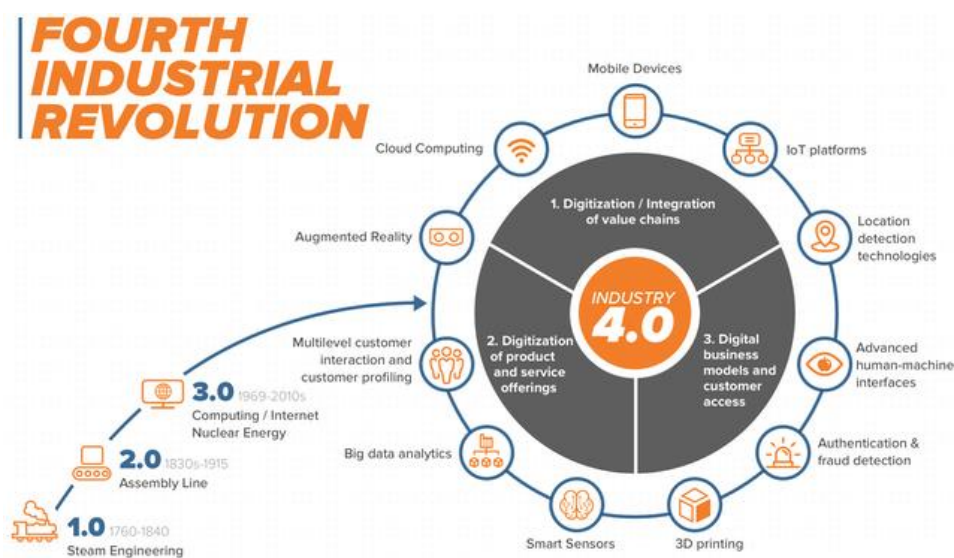 FOURTH
INDUSTRIAL
REVOLUTION
Mobile Devices
Cloud Computing
IoT platforms
Augmented Reality
Location
detection
technologies
Multilevel customer
interaction and
customer profiling
Advanced
human-machine
interfaces
Big data analytics
Authentication &
fraud detection
Smart Sensors
3D printing
1. Digitization / Integration
of value chains
INDUSTRY
4.0
2. Digitization
of product
and service
offerings
3. Digital
business
models and
customer
access
3.0 1969-2010s
Computing / Internet
Nuclear Energy
2.0 1830s-1915
Assembly Line
1.0 1760-1840
Steam Engineering